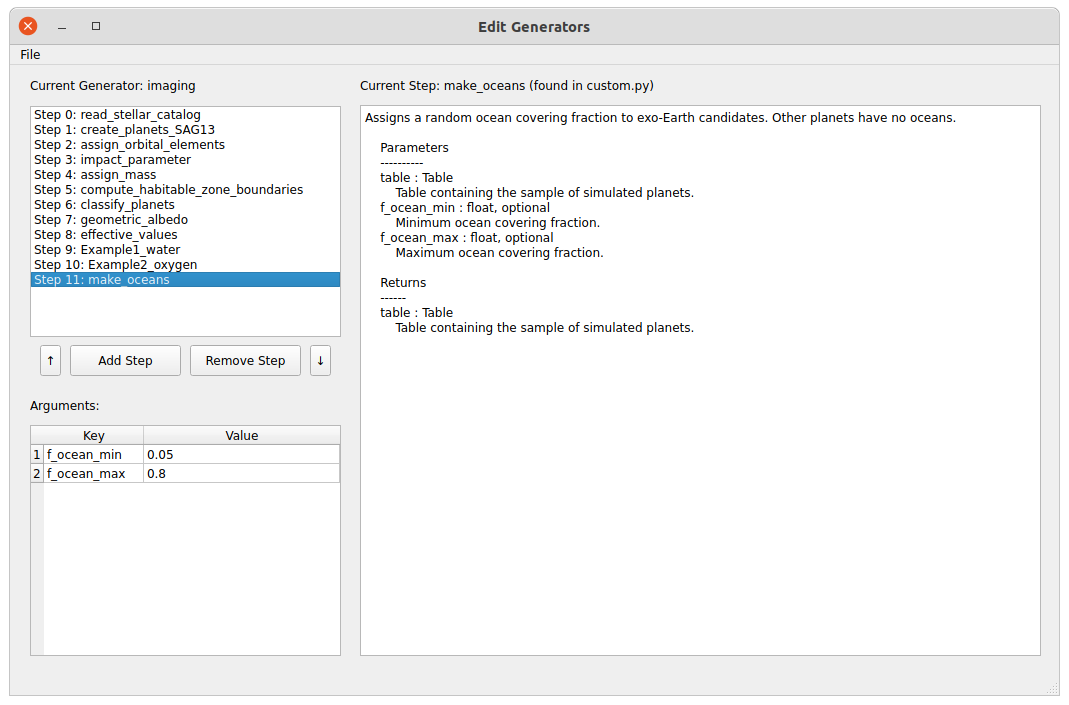 Edit Generators
File
Current Generator: imaging
Step 0: read_stellar_catalog
Step 1: create_planets_SAG13
Step 2: assign_orbital_elements
Step 3: impact_parameter
Step 4: assign_mass
Step 5: compute_habitable_zone_boundaries
Step 6: classify_planets
Step 7: geometric_albedo
Step 8: effective_values
Step 9: Example1_water
Step 10: Example2_oxygen
Step 11: make_oceans
↑ Add Step Remove Step ↓
Arguments:
Key Value
1 f_ocean_min 0.05
2 f_ocean_max 0.8
Current Step: make_oceans (found in custom.py)
Assigns a random ocean covering fraction to exo-Earth candidates. Other planets have no oceans.
Parameters
----------
table : Table
Table containing the sample of simulated planets.
f_ocean_min : float, optional
Minimum ocean covering fraction.
f_ocean_max : float, optional
Maximum ocean covering fraction.
Returns
------
table : Table
Table containing the sample of simulated planets.